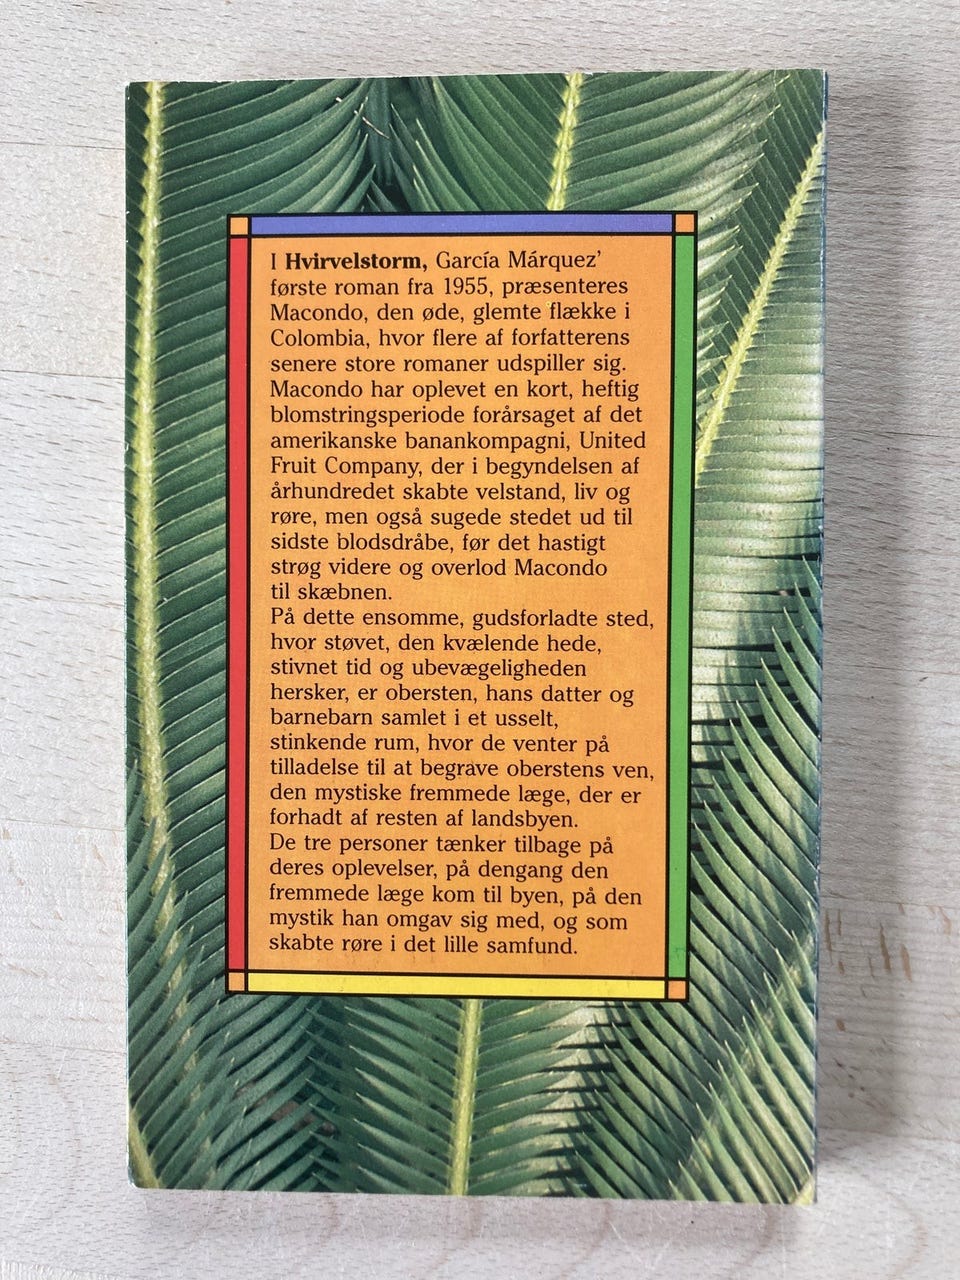 I Hvirvelstorm, García Márquez'
første roman fra 1955, præsenteres
Macondo, den øde, glemte flække i
Colombia, hvor flere af forfatterens
senere store romaner udspiller sig.
Macondo har oplevet en kort, heftig
blomstringsperiode forårsaget af det
amerikanske banankompagni, United
Fruit Company, der i begyndelsen af
århundredet skabte velstand, liv og
røre, men også sugede stedet ud til
sidste blodsdråbe, før det hastigt
strøg videre og overlod Macondo
til skæbnen.
På dette ensomme, gudsforladte sted,
hvor støvet, den kvælende hede,
stivnet tid og ubevægeligheden
hersker, er obersten, hans datter og
barnebarn samlet i et usselt,
stinkende rum, hvor de venter på
tilladelse til at begrave oberstens ven,
den mystiske fremmede læge, der er
forhadt af resten af landsbyen.
De tre personer tænker tilbage på
deres oplevelser, på dengang den
fremmede læge kom til byen, på den
mystik han omgav sig med, og som
skabte røre i det lille samfund.